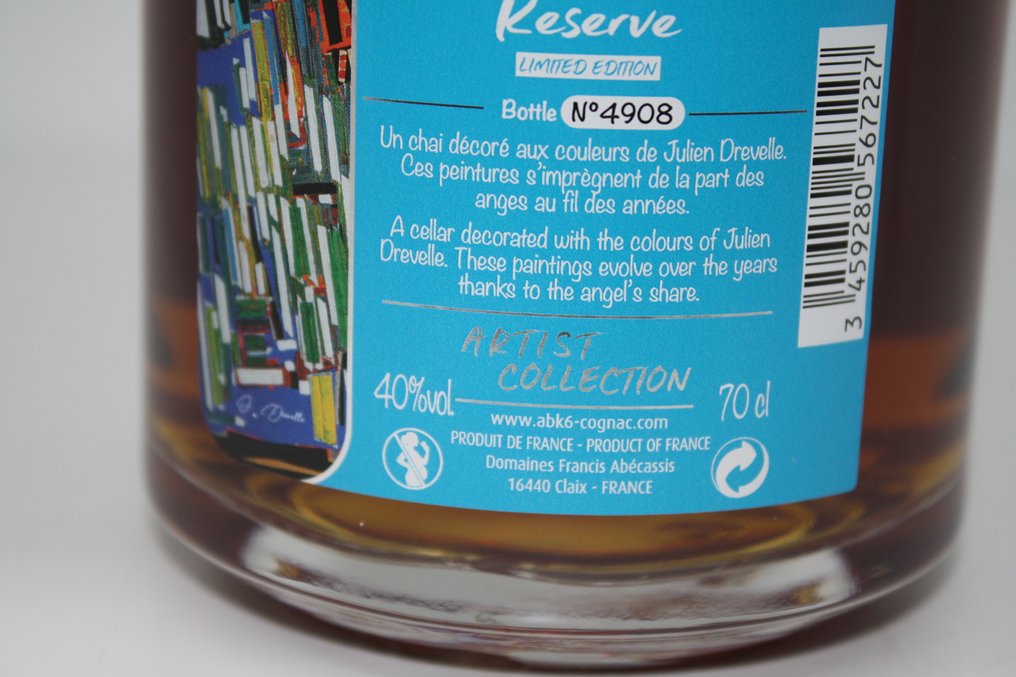 Reserve
LIMITED EDITION
Bottle N°4908
Un chai décoré aux couleurs de Julien Drevelle.
Ces peintures s'imprègnent de la part des
anges au fil des années.
A cellar decorated with the colours of Julien
Drevelle. These paintings evolve over the years
thanks to the angel's share.
ARTIST
COLLECTION
40%vol.
70 cl
www.abk6-cognac.com
PRODUIT DE FRANCE - PRODUCT OF FRANCE
Domaines Francis Abécassis
16440 Claix - FRANCE
3 459280 567227
J. Drevelle